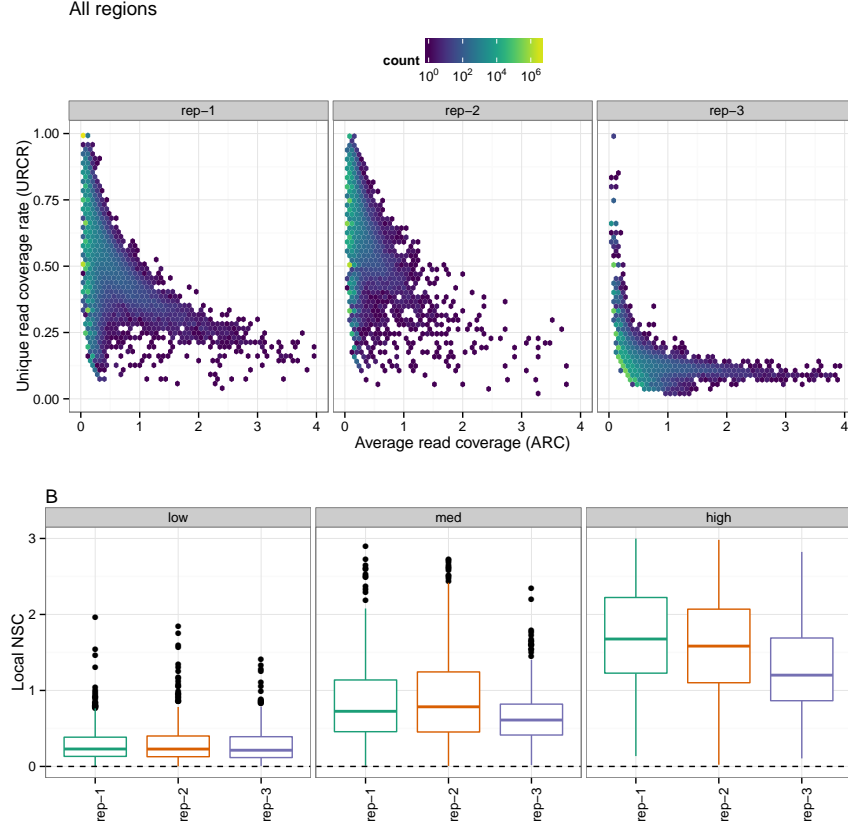 All regions
count
10^0 10^2 10^4 10^6
rep−1 rep−2 rep−3
Unique read coverage rate (URCR)
1.00
0.75
0.50
0.25
0.00
0 1 2 3 4 0 1 2 3 4 0 1 2 3 4
Average read coverage (ARC)
B
low med high
Local NSC
3
2
1
0
rep−1 rep−2 rep−3 rep−1 rep−2 rep−3 rep−1 rep−2 rep−3